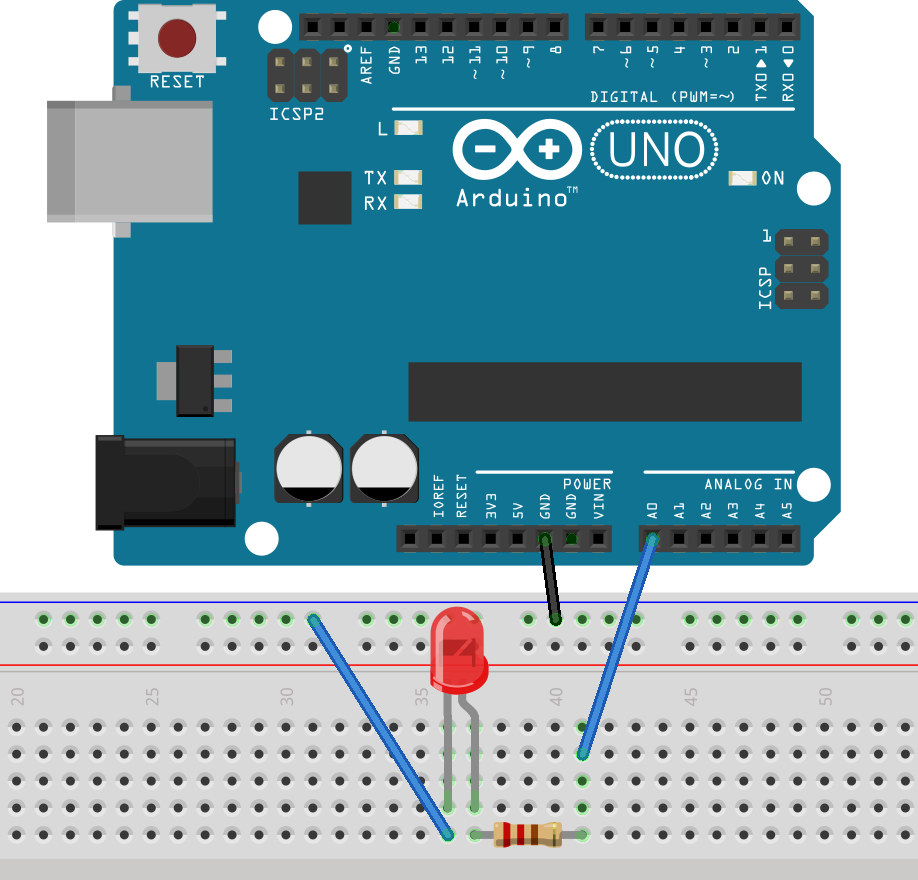 AREF
GND
13
12
~11
~10
~9
8
7
~6
~5
4
~3
2
TX0▶1
RX0◀0
RESET
ICSP2
DIGITAL (PWM=~)
L
TX
RX
UNO
Arduino™
ON
1
ICSP
POWER
ANALOG IN
IOREF
RESET
3V3
5V
GND
GND
VIN
A0
A1
A2
A3
A4
A5
20 25 30 35 40 45 50